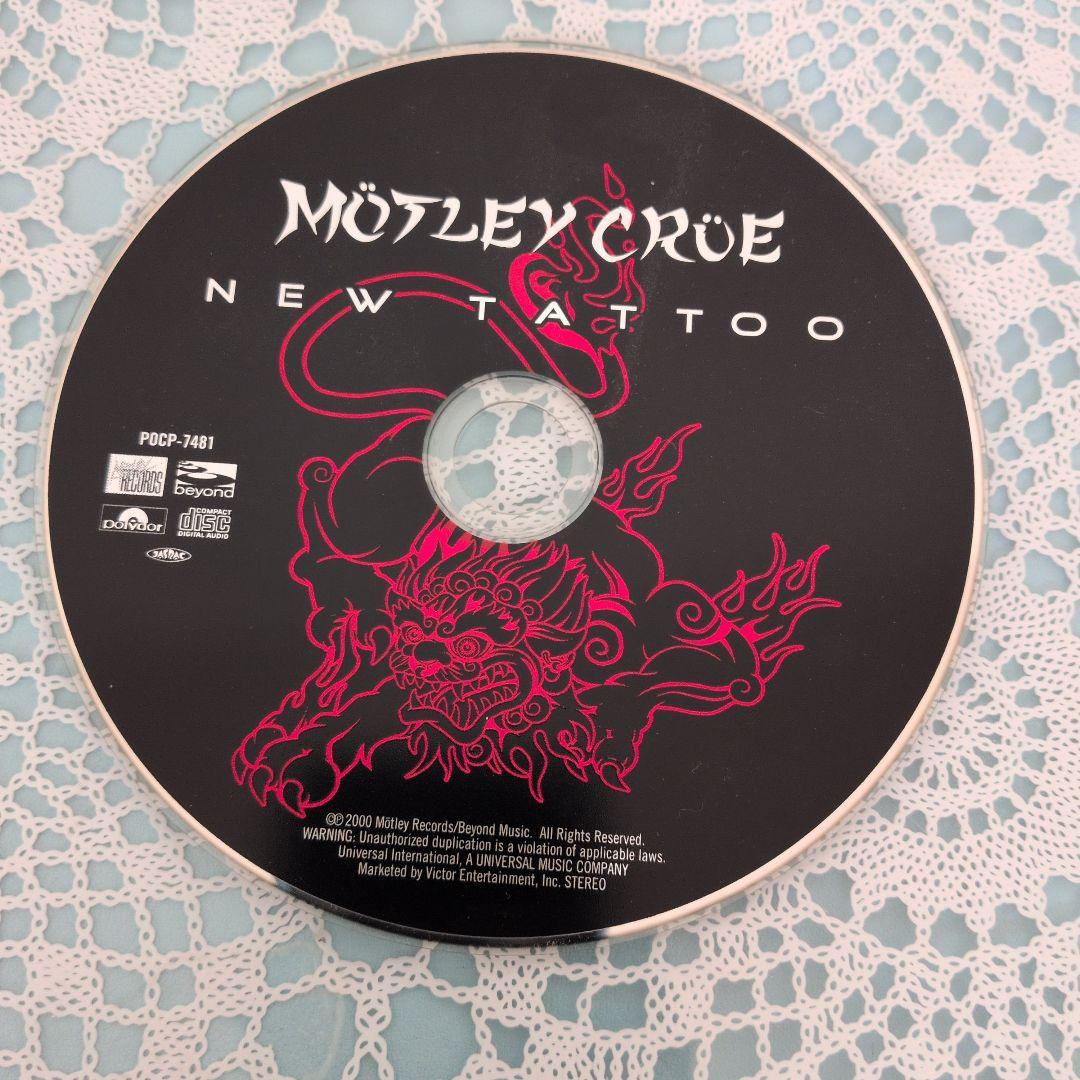 MÖTLEY CRÜE
NEW TATTOO
POCP-7481
RECORDS
beyond
polydor
COMPACT
disc
DIGITAL AUDIO
JASRAC
©℗ 2000 Mötley Records/Beyond Music. All Rights Reserved.
WARNING: Unauthorized duplication is a violation of applicable laws.
Universal International, A UNIVERSAL MUSIC COMPANY
Marketed by Victor Entertainment, Inc. STEREO